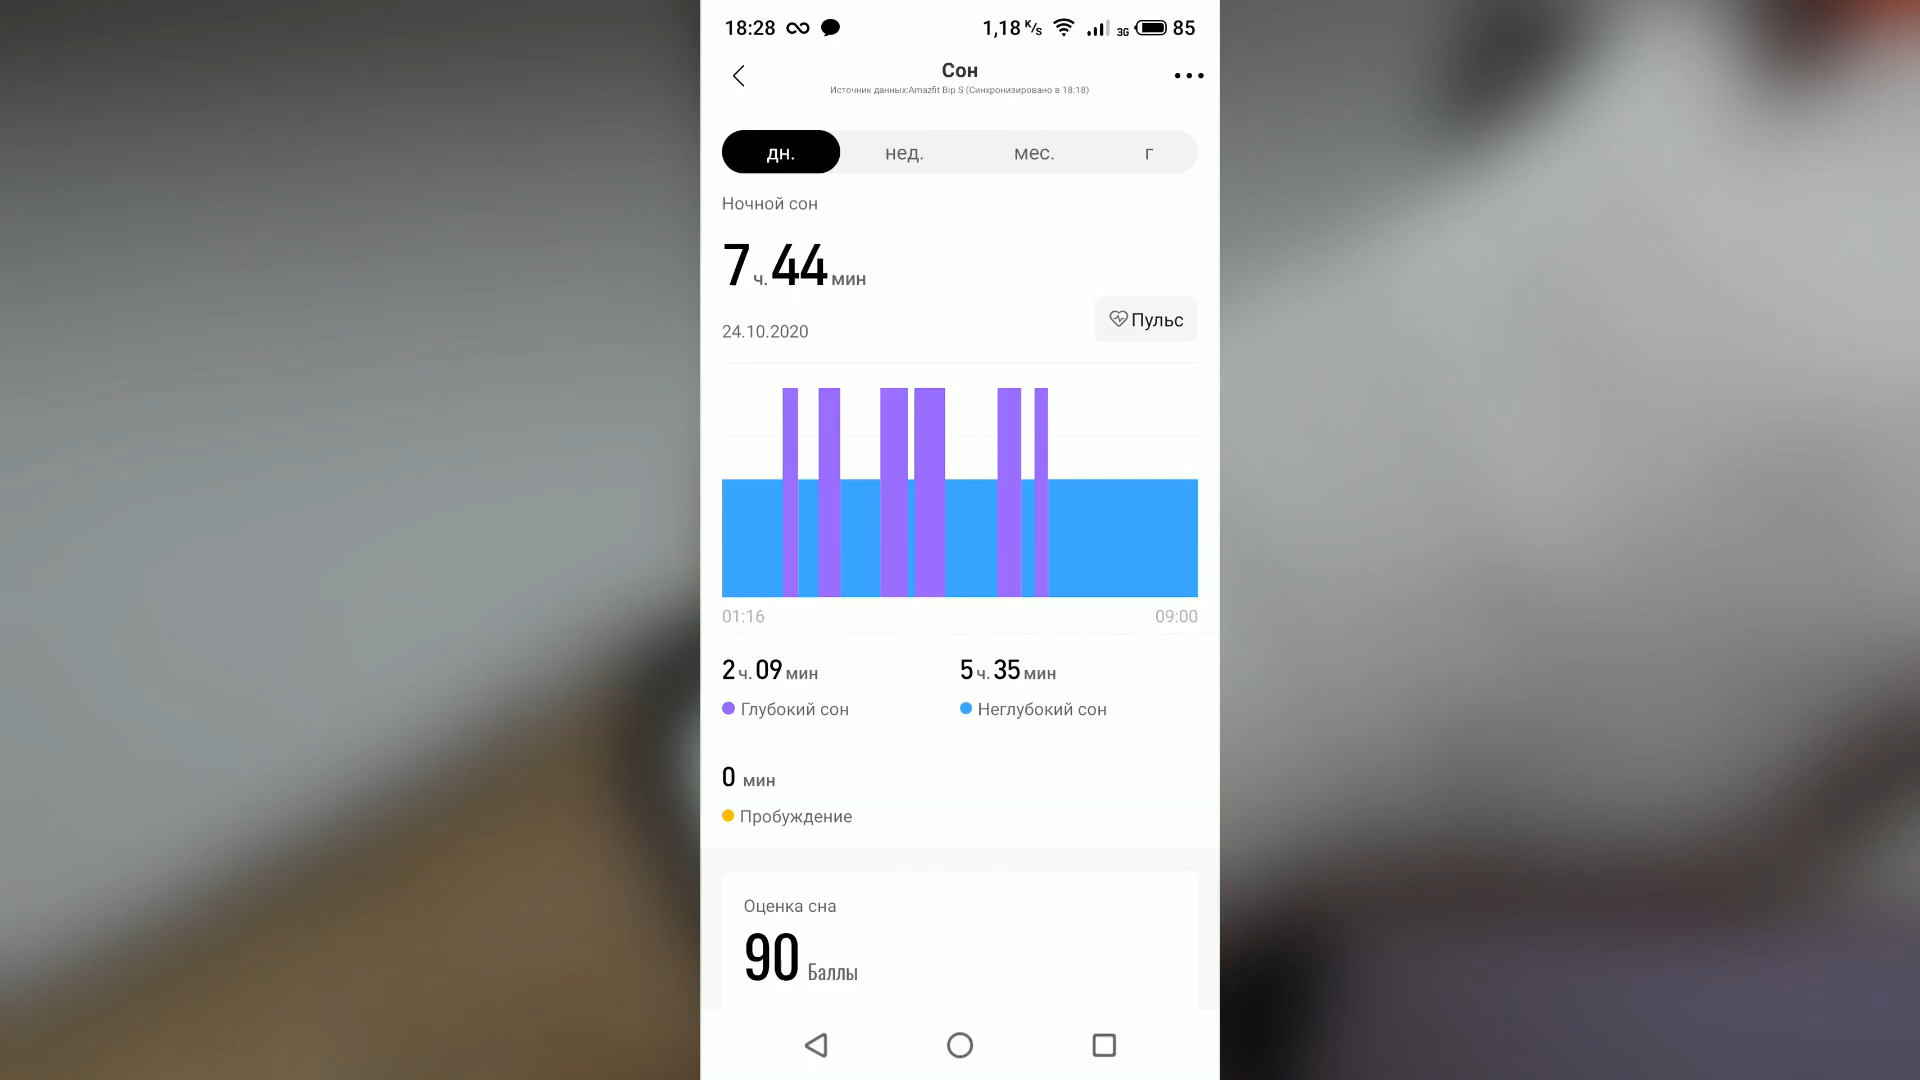 18:28 1,18 K/s 3G 85
Сон
Источник данных:Amazfit Bip S (Синхронизировано в 18:18)
дн. нед. мес. г
Ночной сон
7 ч. 44 мин
24.10.2020
Пульс
01:16 09:00
2 ч. 09 мин 5 ч. 35 мин
Глубокий сон Неглубокий сон
0 мин
Пробуждение
Оценка сна
90 Баллы